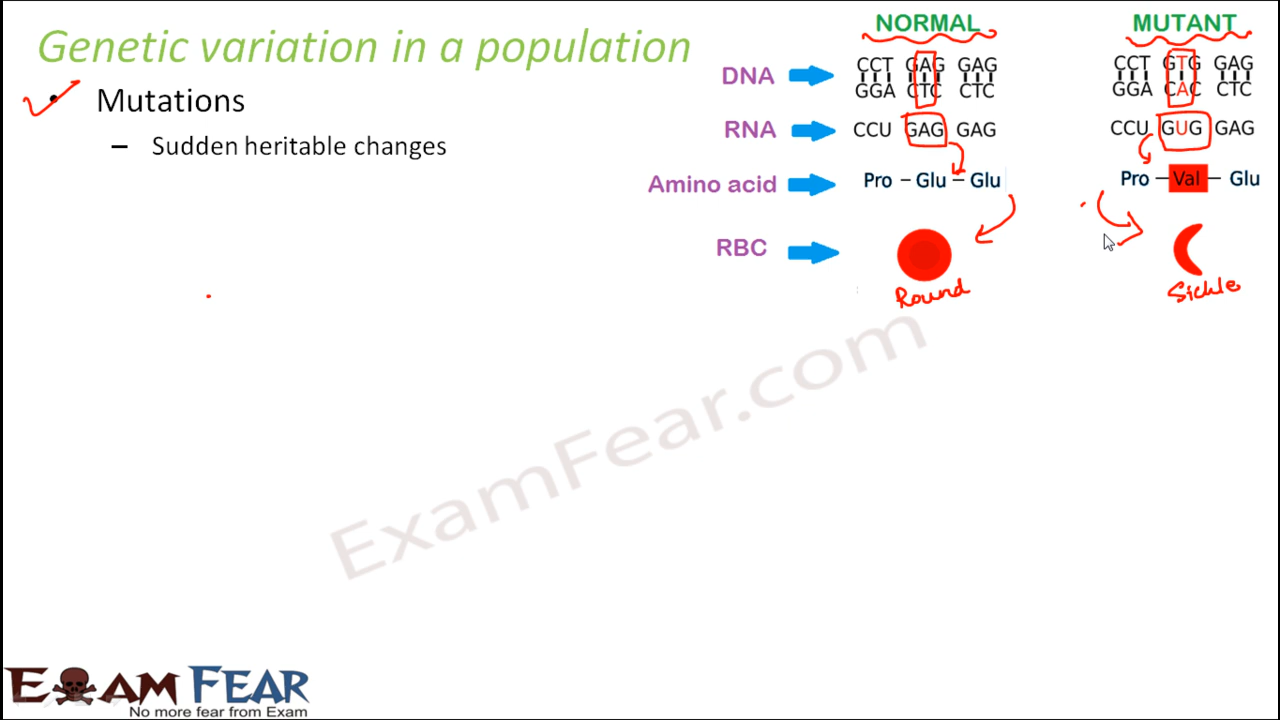 Genetic variation in a population
Mutations
– Sudden heritable changes
NORMAL MUTANT
DNA CCT GAG GAG CCT GTG GAG
GGA CTC CTC GGA CAC CTC
RNA CCU GAG GAG CCU GUG GAG
Amino acid Pro – Glu – Glu Pro – Val – Glu
RBC
Round Sickle
ExamFear.com
EXAM FEAR
No more fear from Exam